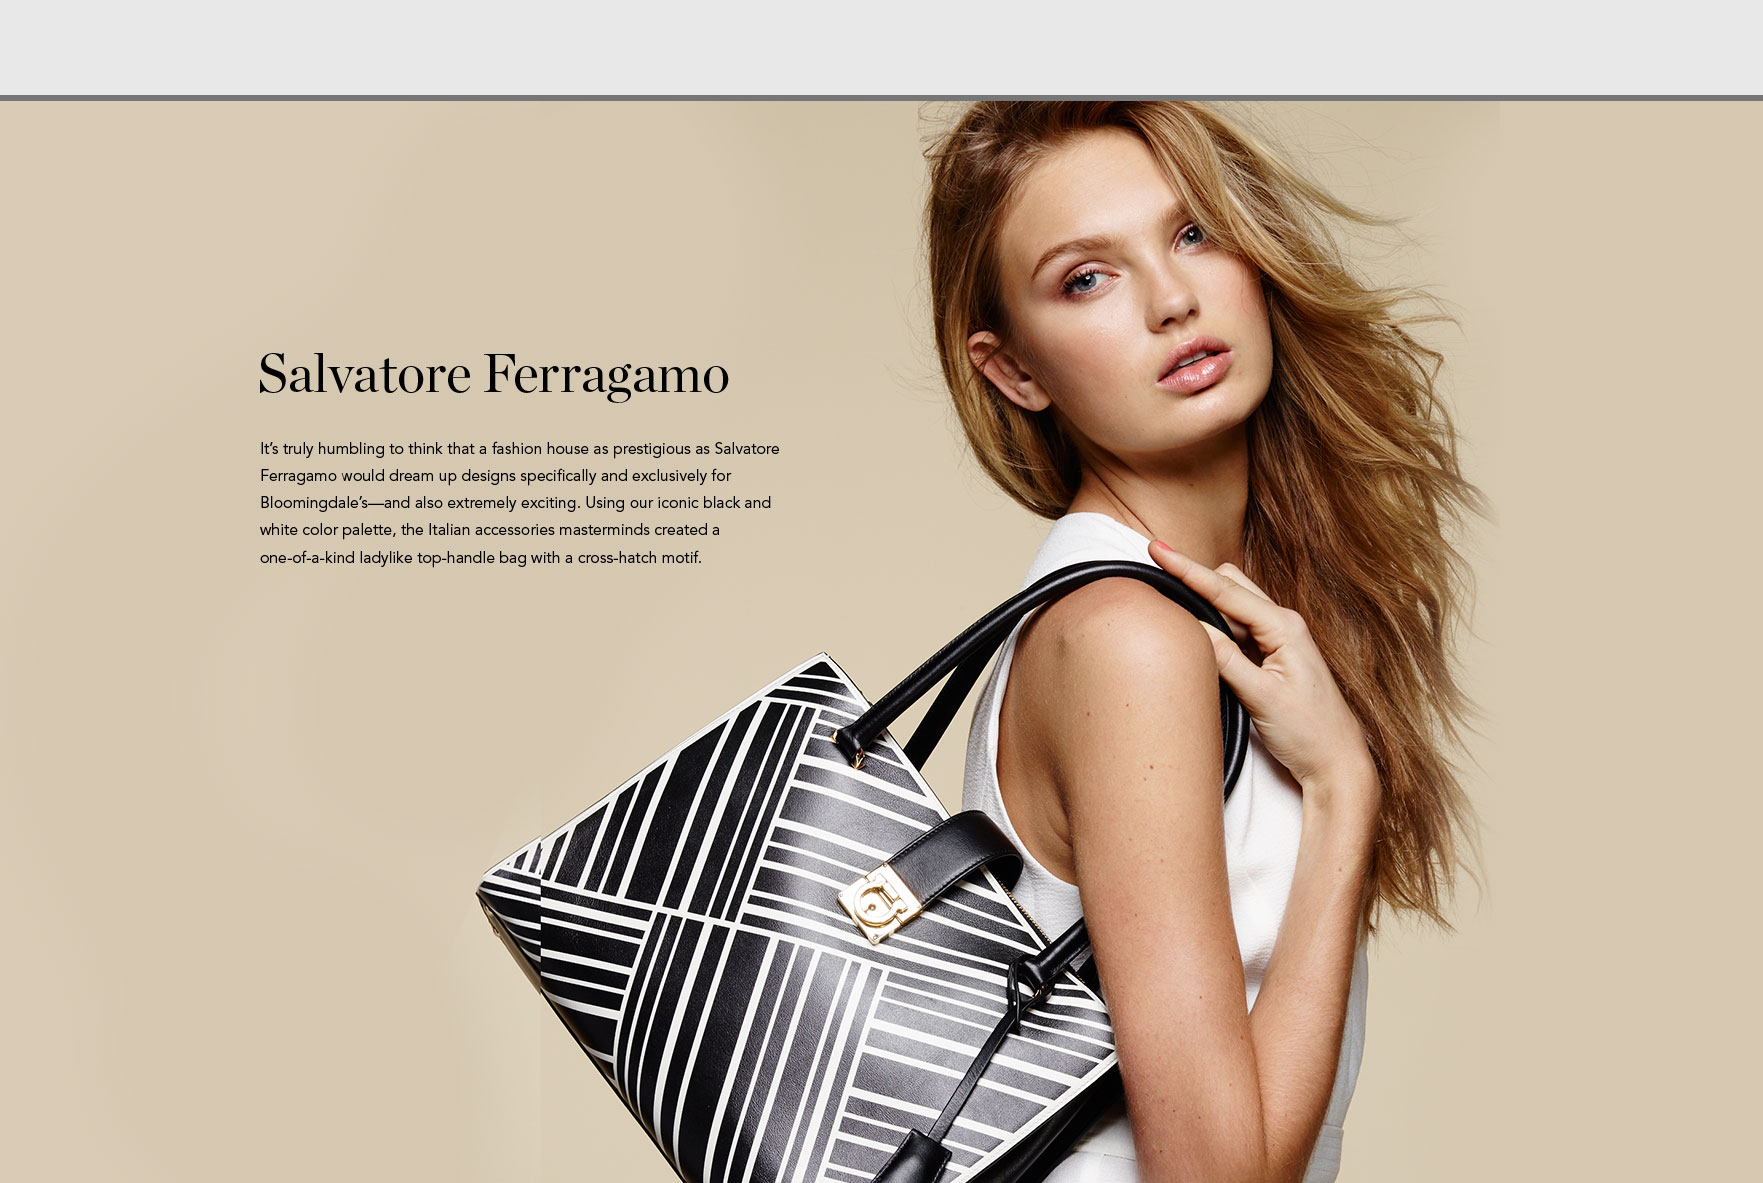 Salvatore Ferragamo
It’s truly humbling to think that a fashion house as prestigious as Salvatore
Ferragamo would dream up designs specifically and exclusively for
Bloomingdale’s—and also extremely exciting. Using our iconic black and
white color palette, the Italian accessories masterminds created a
one-of-a-kind ladylike top-handle bag with a cross-hatch motif.